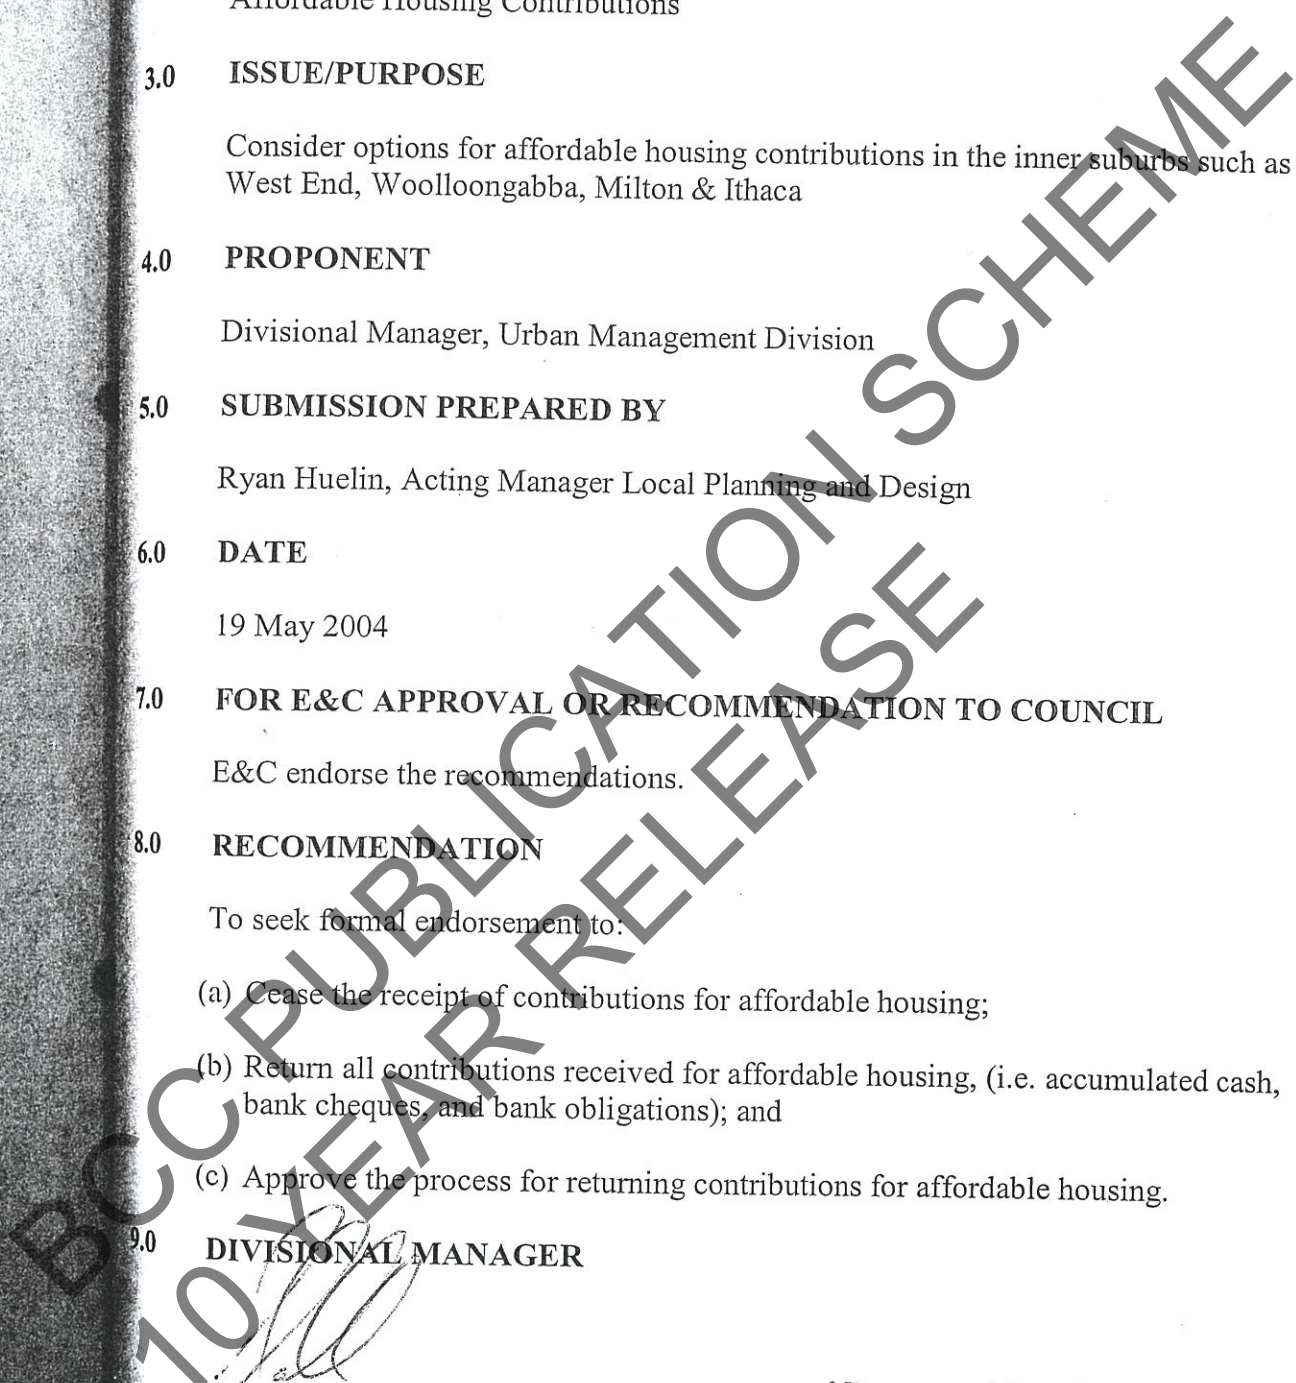 Affordable Housing Contributions
3.0 ISSUE/PURPOSE
Consider options for affordable housing contributions in the inner suburbs such as
West End, Woolloongabba, Milton & Ithaca
4.0 PROPONENT
Divisional Manager, Urban Management Division
5.0 SUBMISSION PREPARED BY
Ryan Huelin, Acting Manager Local Planning and Design
6.0 DATE
19 May 2004
7.0 FOR E&C APPROVAL OR RECOMMENDATION TO COUNCIL
E&C endorse the recommendations.
8.0 RECOMMENDATION
To seek formal endorsement to:
(a) Cease the receipt of contributions for affordable housing;
(b) Return all contributions received for affordable housing, (i.e. accumulated cash,
bank cheques, and bank obligations); and
(c) Approve the process for returning contributions for affordable housing.
9.0 DIVISIONAL MANAGER
BCC PUBLICATION SCHEME
10 YEAR RELEASE